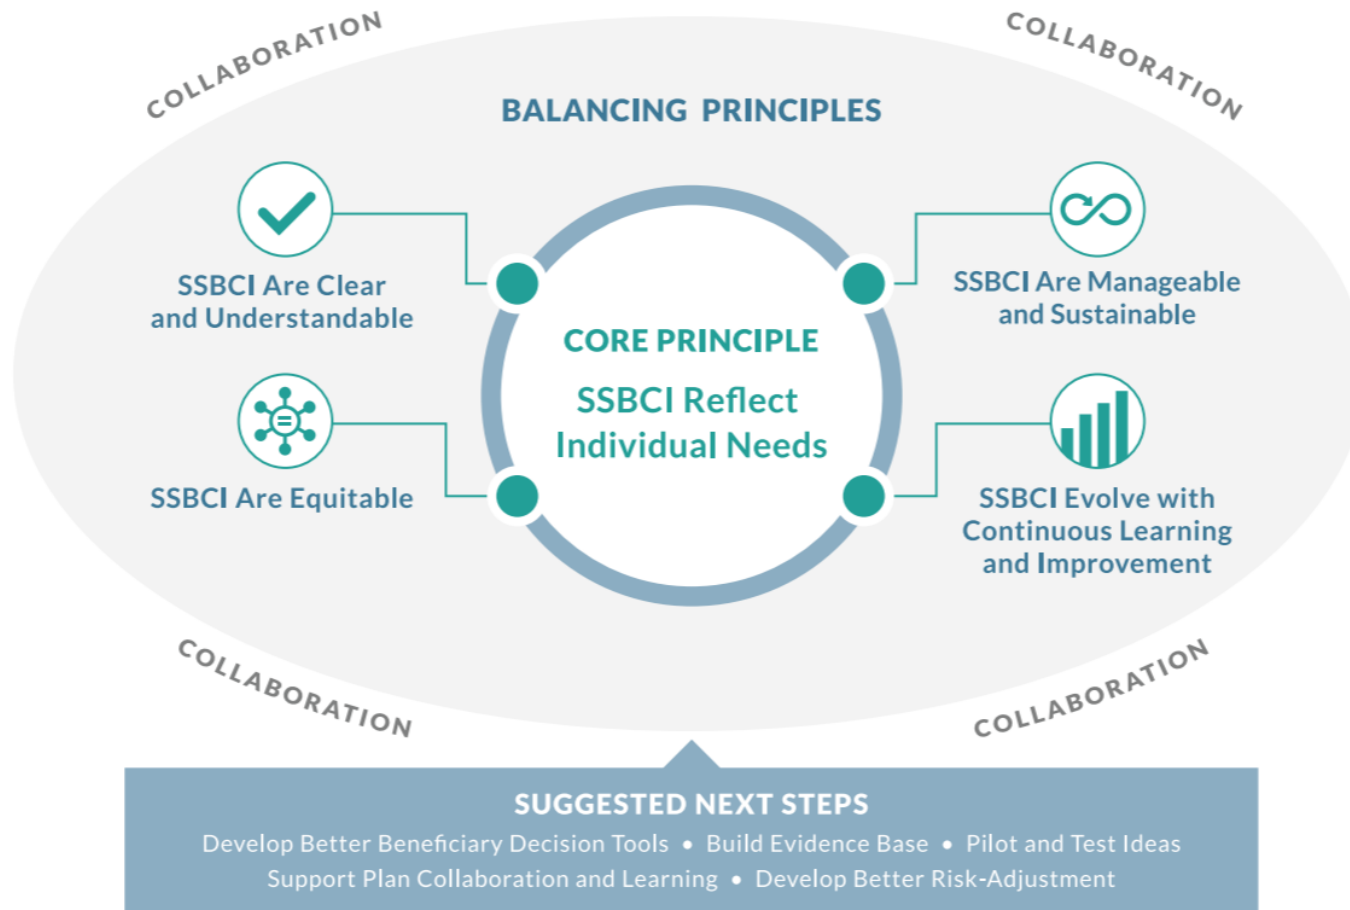 COLLABORATION
COLLABORATION
BALANCING PRINCIPLES
SSBCI Are Clear
and Understandable
SSBCI Are Manageable
and Sustainable
CORE PRINCIPLE
SSBCI Reflect
Individual Needs
SSBCI Are Equitable
SSBCI Evolve with
Continuous Learning
and Improvement
COLLABORATION
COLLABORATION
SUGGESTED NEXT STEPS
Develop Better Beneficiary Decision Tools • Build Evidence Base • Pilot and Test Ideas
Support Plan Collaboration and Learning • Develop Better Risk-Adjustment